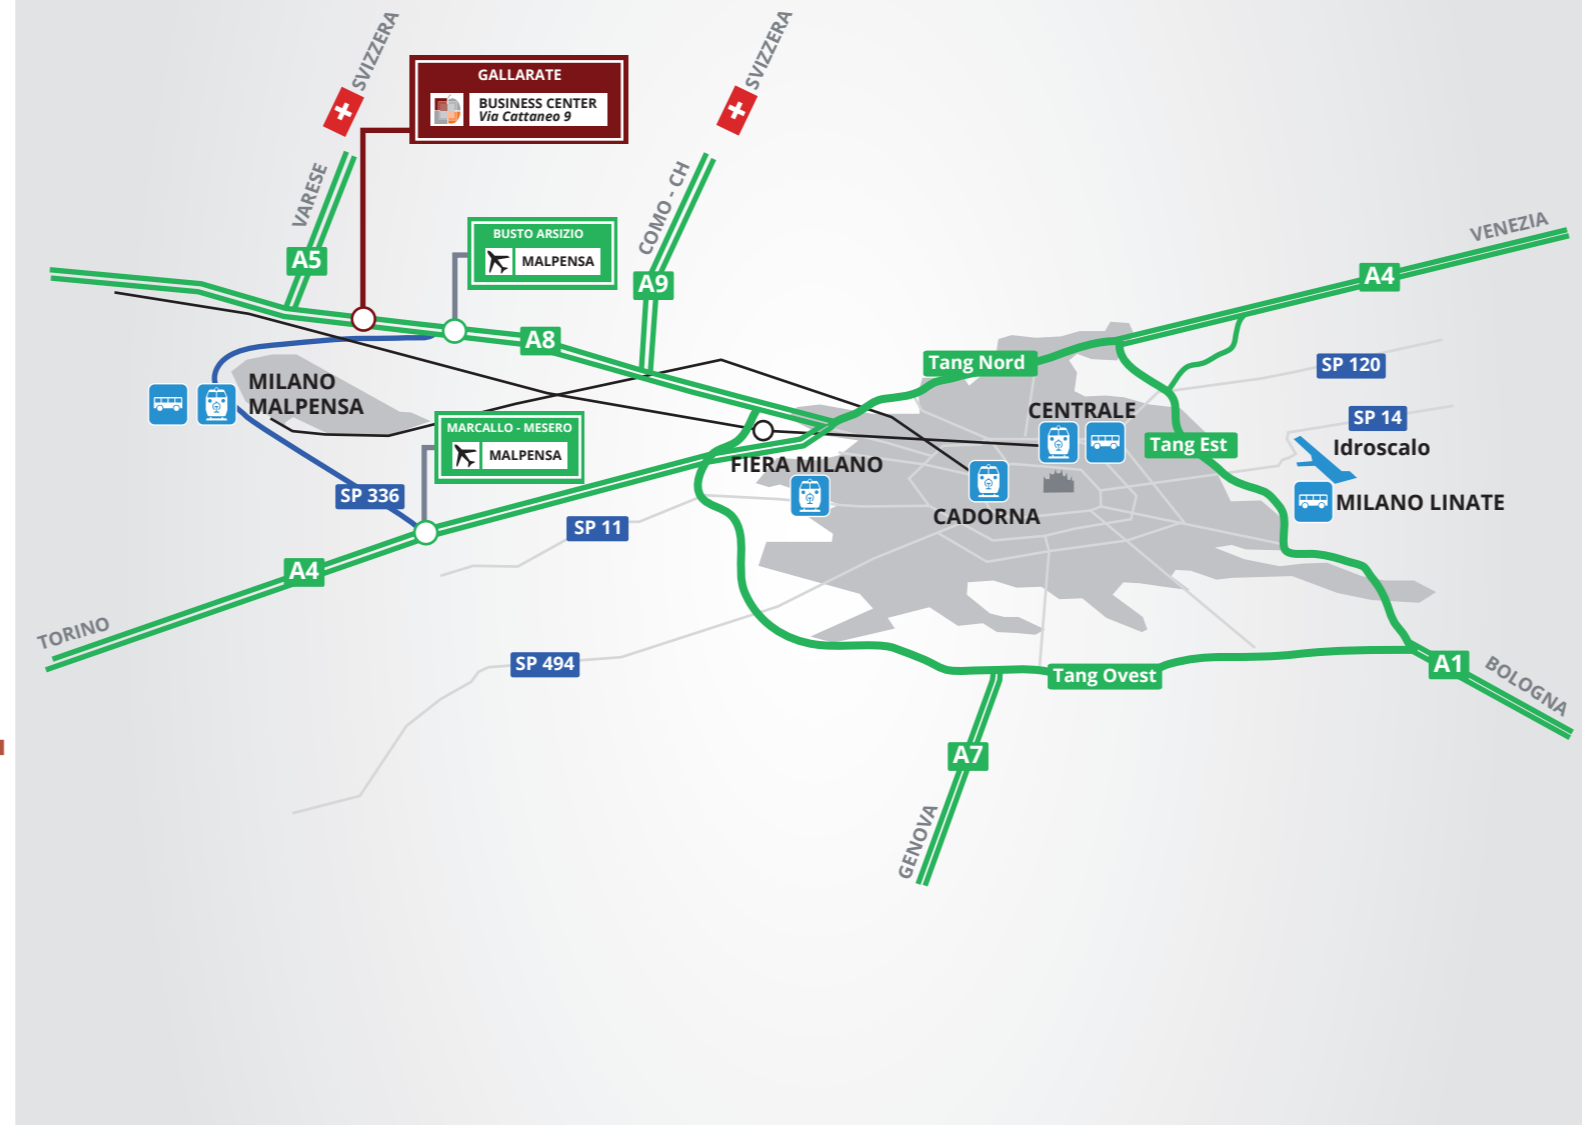 SVIZZERA
SVIZZERA
GALLARATE
BUSINESS CENTER
Via Cattaneo 9
VARESE
COMO - CH
BUSTO ARSIZIO
MALPENSA
VENEZIA
A5
A9
A4
A8
Tang Nord
SP 120
MILANO
MALPENSA
CENTRALE
SP 14
MARCALLO - MESERO
MALPENSA
Tang Est
Idroscalo
FIERA MILANO
SP 336
CADORNA
MILANO LINATE
SP 11
A4
TORINO
SP 494
Tang Ovest
A1
BOLOGNA
A7
GENOVA